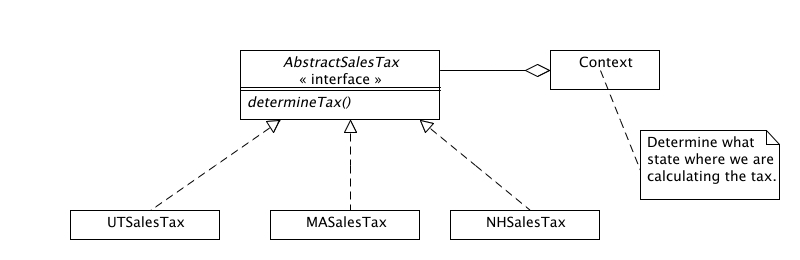 AbstractSalesTax
« interface »
determineTax()
Context
Determine what
state where we are
calculating the tax.
UTSalesTax
MASalesTax
NHSalesTax